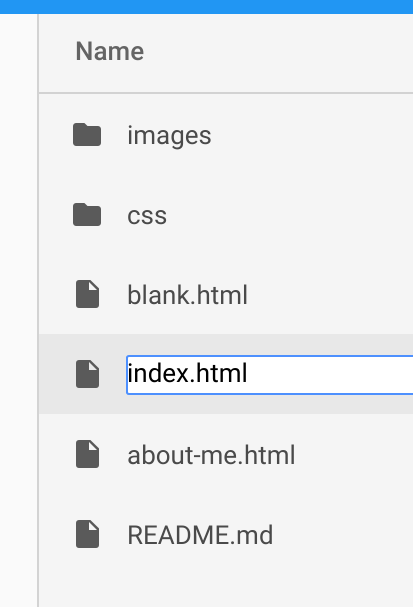 Name
images
css
blank.html
index.html
about-me.html
README.md